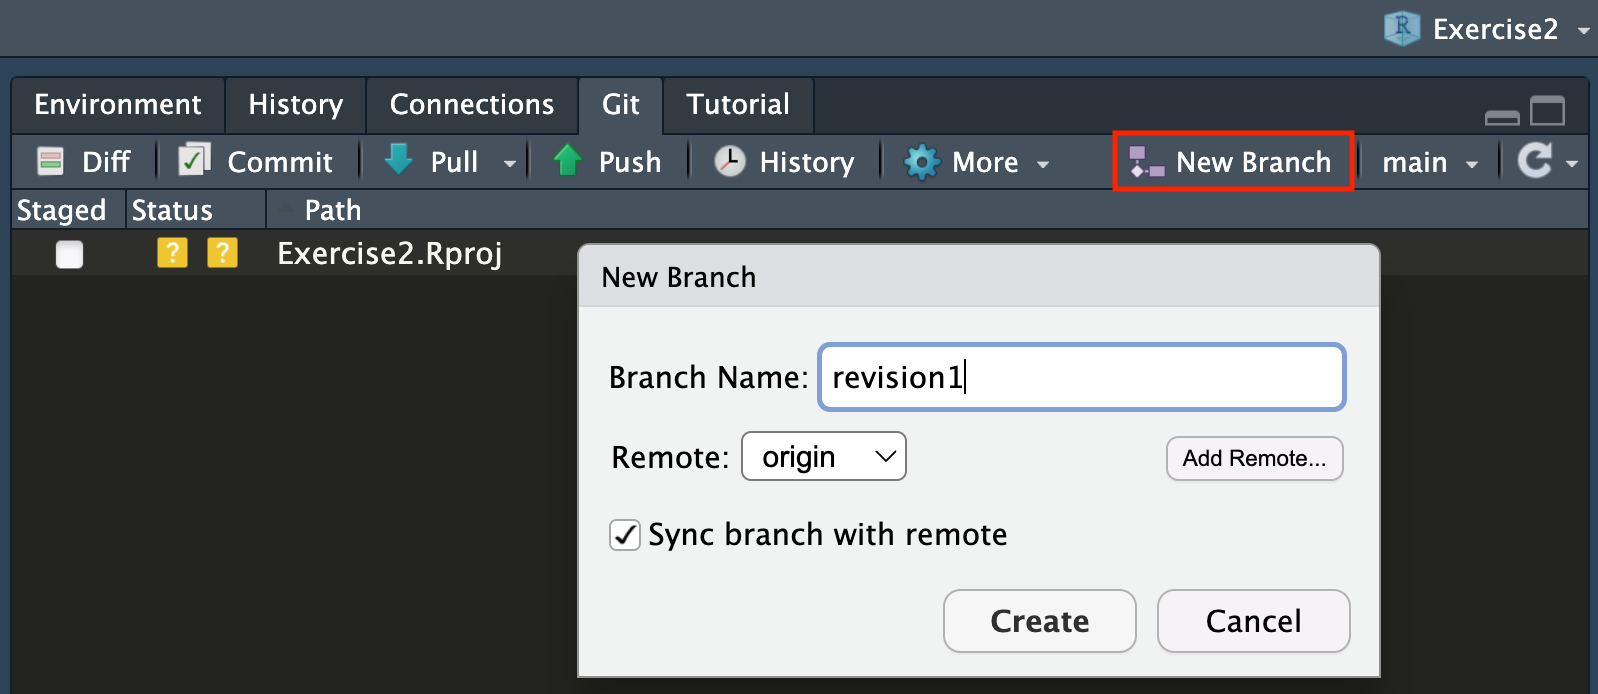 Exercise2
Environment History Connections Git Tutorial
Diff Commit Pull Push History More New Branch main
Staged Status Path
? ? Exercise2.Rproj
New Branch
Branch Name: revision1
Remote: origin Add Remote...
Sync branch with remote
Create Cancel